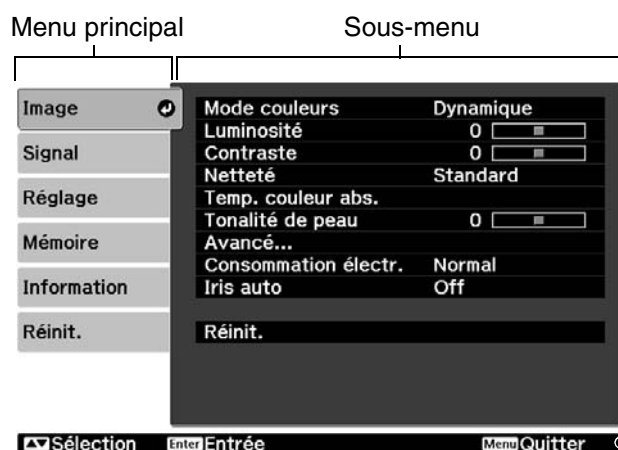 Menu principal Sous-menu
Image
Signal
Réglage
Mémoire
Information
Réinit.
Mode couleurs Dynamique
Luminosité 0
Contraste 0
Netteté Standard
Temp. couleur abs.
Tonalité de peau 0
Avancé...
Consommation électr. Normal
Iris auto Off
Réinit.
Sélection Enter Entrée Menu Quitter